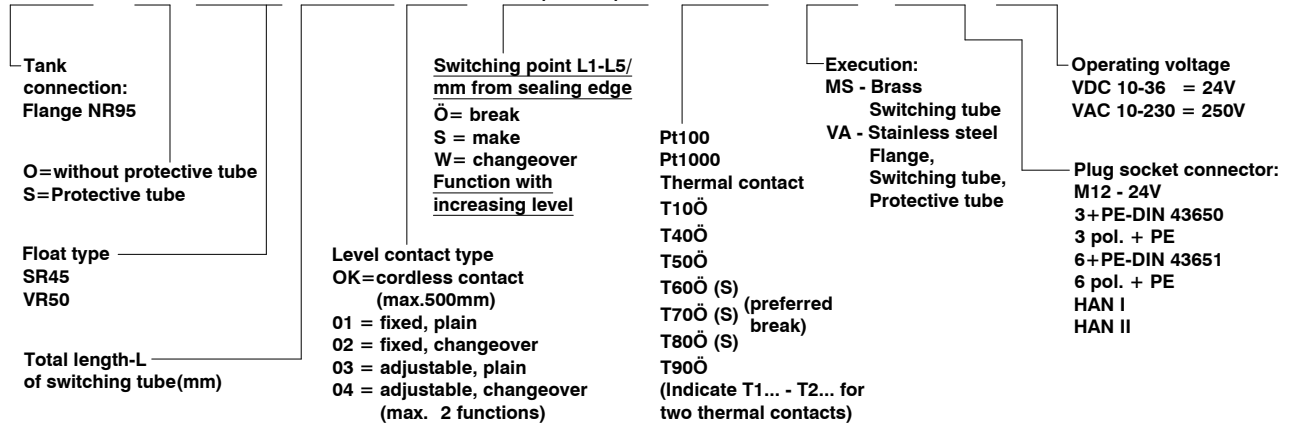 Tank
connection:
Flange NR95
O=without protective tube
S=Protective tube
Float type
SR45
VR50
Total length-L
of switching tube(mm)
Switching point L1-L5/
mm from sealing edge
Ö= break
S = make
W= changeover
Function with
increasing level
Level contact type
OK=cordless contact
(max.500mm)
01 = fixed, plain
02 = fixed, changeover
03 = adjustable, plain
04 = adjustable, changeover
(max. 2 functions)
Pt100
Pt1000
Thermal contact
T10Ö
T40Ö
T50Ö
T60Ö (S)
T70Ö (S) (preferred
break)
T80Ö (S)
T90Ö
(Indicate T1... - T2... for
two thermal contacts)
Execution:
MS - Brass
Switching tube
VA - Stainless steel
Flange,
Switching tube,
Protective tube
Operating voltage
VDC 10-36 = 24V
VAC 10-230 = 250V
Plug socket connector:
M12 - 24V
3+PE-DIN 43650
3 pol. + PE
6+PE-DIN 43651
6 pol. + PE
HAN I
HAN II